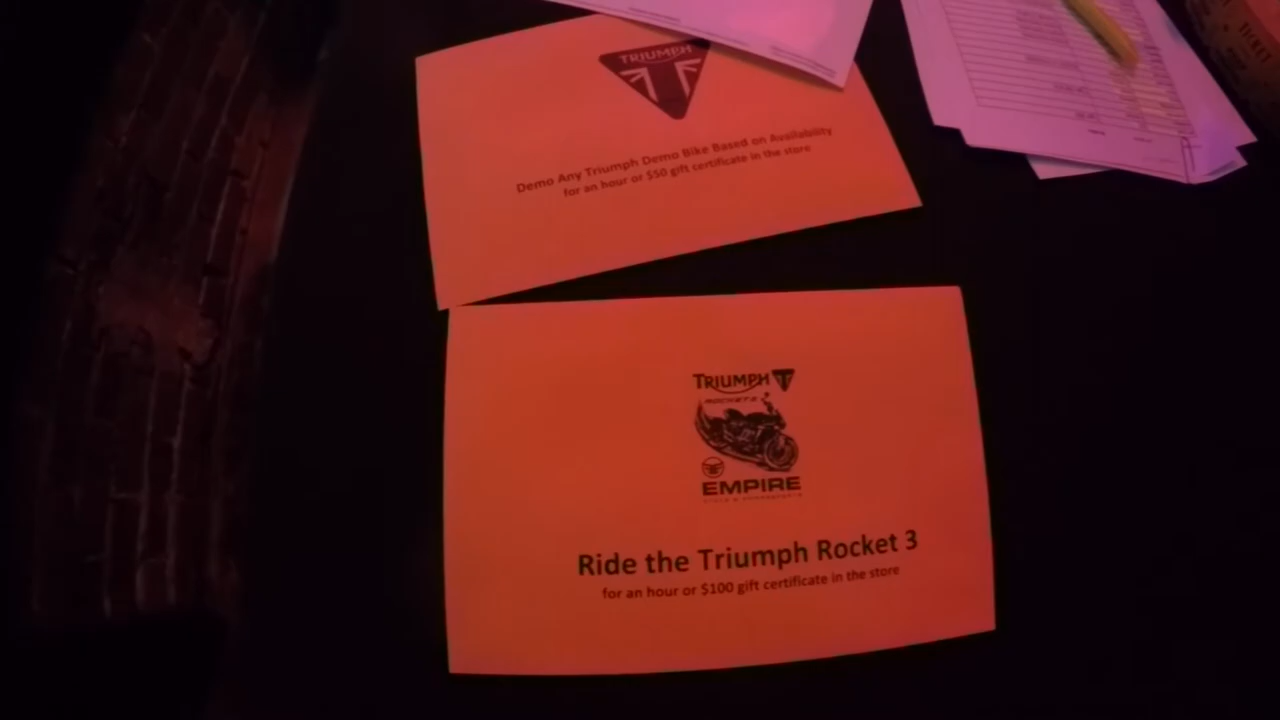 TRIUMPH
Demo Any Triumph Demo Bike Based on Availability
for an hour or $50 gift certificate in the store
TRIUMPH
EMPIRE
Ride the Triumph Rocket 3
for an hour or $100 gift certificate in the store
TICKET